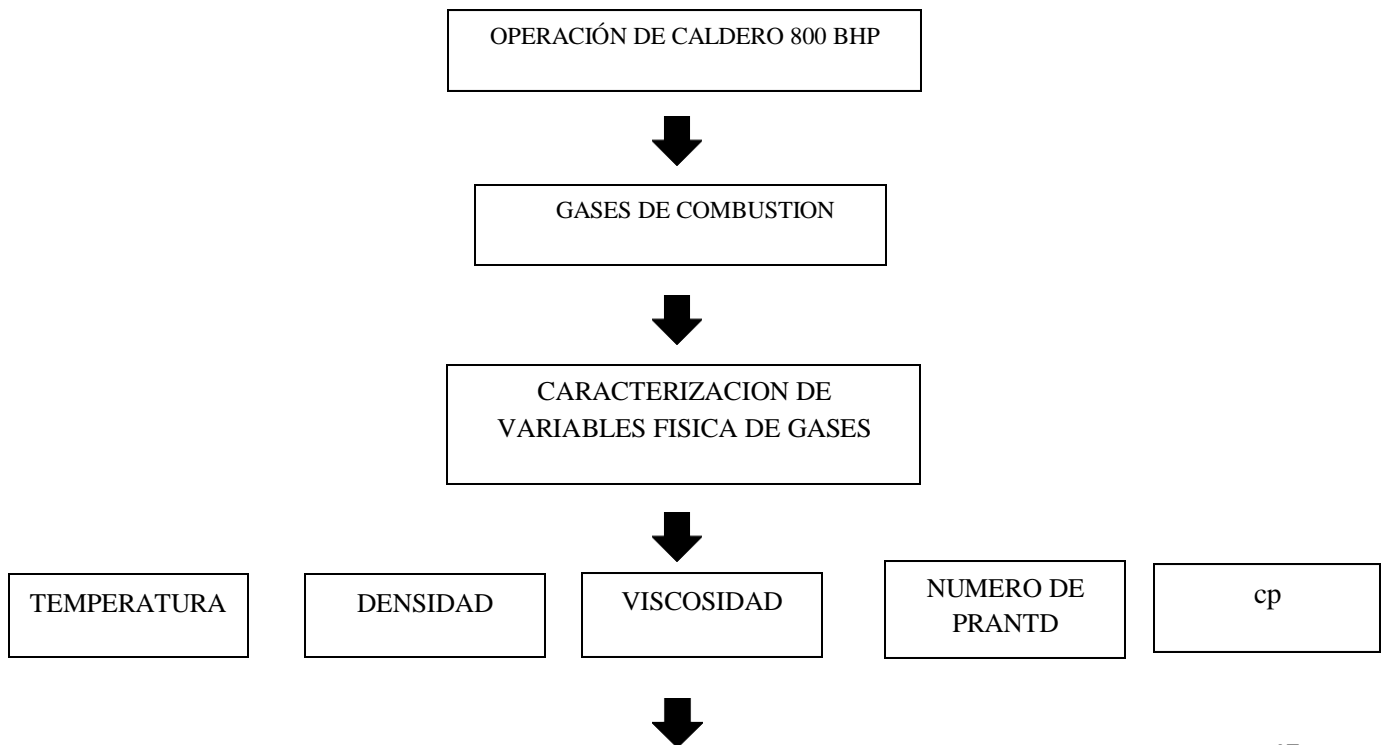 OPERACIÓN DE CALDERO 800 BHP
GASES DE COMBUSTION
CARACTERIZACION DE
VARIABLES FISICA DE GASES
TEMPERATURA
DENSIDAD
VISCOSIDAD
NUMERO DE
PRANTD
cp